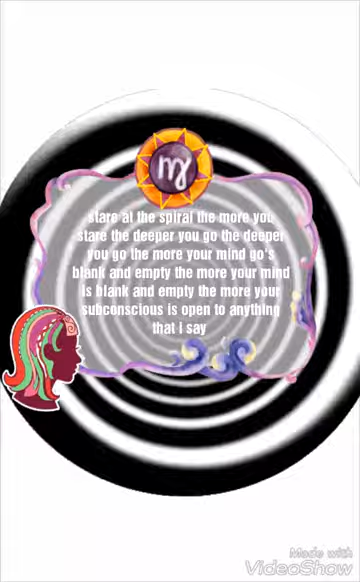 stare at the spiral the more you
stare the deeper you go the deeper
you go the more your mind go's
blank and empty the more your mind
is blank and empty the more your
subconscious is open to anything
that i say
Made with
VideoShow